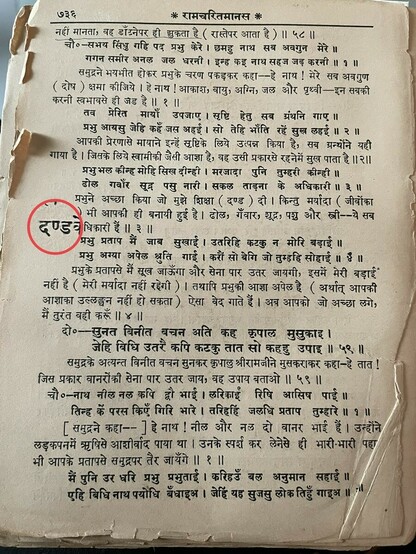 ७३६ * रामचरितमानस *
नहीं मानता, वह डाँटनेपर ही झुकता है ( रास्तेपर आता है ) ॥ ५८ ॥
चौ०–सभय सिंधु गहि पद प्रभु केरे । छमहु नाथ सब अवगुन मेरे ॥
गगन समीर अनल जल धरनी । इन्ह कइ नाथ सहज जड़ करनी ॥ १ ॥
समुद्रने भयभीत होकर प्रभुके चरण पकड़कर कहा—हे नाथ ! मेरे सब अवगुण
( दोष ) क्षमा कीजिये । हे नाथ ! आकाश, वायु, अग्नि, जल और पृथ्वी—इन सबकी
करनी स्वभावसे ही जड है ॥ १ ॥
तव प्रेरित मायाँ उपजाए । सृष्टि हेतु सब ग्रंथनि गाए ॥
प्रभु आयसु जेहि कहँ जस अहई । सो तेहि भाँति रहें सुख लहई ॥ २ ॥
आपकी प्रेरणासे मायाने इन्हें सृष्टिके लिये उत्पन्न किया है, सब ग्रन्थोंने यही
गाया है । जिसके लिये स्वामीकी जैसी आज्ञा है, वह उसी प्रकारसे रहनेमें सुख पाता है ॥२॥
प्रभु भल कीन्ह मोहि सिख दीन्ही । मरजादा पुनि तुम्हरी कीन्ही ॥
ढोल गवाँर सूद्र पसु नारी । सकल ताड़ना के अधिकारी ॥ ३ ॥
प्रभुने अच्छा किया जो मुझे शिक्षा ( दण्ड ) दी । किन्तु मर्यादा ( जीवोंका
भी आपकी ही बनायी हुई है । ढोल, गँवार, शूद्र, पशु और स्त्री—ये सब
दण्डके
धिकारी हैं ॥ ३ ॥
प्रभु प्रताप मैं जाब सुखाई । उतरिहि कटकु न मोरि बड़ाई ॥
प्रभु अग्या अपेल श्रुति गाई । करौं सो बेगि जो तुम्हहि सोहाई ॥ ४ ॥
प्रभुके प्रतापसे मैं सूख जाऊँगा और सेना पार उतर जायगी, इसमें मेरी बड़ाई
नहीं है ( मेरी मर्यादा नहीं रहेगी ) । तथापि प्रभुकी आज्ञा अपेल है ( अर्थात् आपकी
आज्ञाका उल्लङ्घन नहीं हो सकता ) ऐसा वेद गाते हैं । अब आपको जो अच्छा लगे,
मैं तुरंत वही करूँ ॥ ४ ॥
दो०–सुनत बिनीत बचन अति कह कृपाल मुसुकाइ ।
जेहि बिधि उतरै कपि कटकु तात सो कहहु उपाइ ॥ ५९ ॥
समुद्रके अत्यन्त विनीत वचन सुनकर कृपालु श्रीरामजीने मुसकराकर कहा—हे तात !
जिस प्रकार वानरोंकी सेना पार उतर जाय, वह उपाय बताओ ॥ ५९ ॥
चौ०–नाथ नील नल कपि द्वौ भाई । लरिकाईं रिषि आसिष पाई ॥
तिन्ह कें परस किएँ गिरि भारे । तरिहहिं जलधि प्रताप तुम्हारे ॥ १ ॥
[ समुद्रने कहा—] हे नाथ ! नील और नल दो वानर भाई हैं । उन्होंने
लड़कपनमें ऋषिसे आशीर्वाद पाया था । उनके स्पर्श कर लेनेसे ही भारी-भारी पहा
भी आपके प्रतापसे समुद्रपर तैर जायँगे ॥ १ ॥
मैं पुनि उर धरि प्रभु प्रभुताई । करिहउँ बल अनुमान सहाई ॥
एहि बिधि नाथ पयोधि बँधाइअ । जेहिं यह सुजसु लोक तिहुँ गाइअ ॥